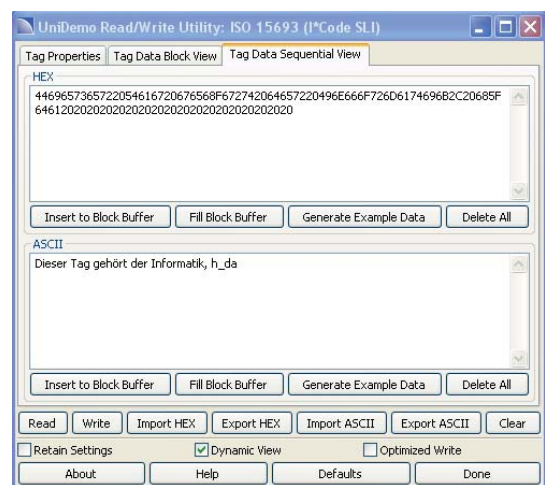 UniDemo Read/Write Utility: ISO 15693 (I*Code SLI)
Tag Properties Tag Data Block View Tag Data Sequential View
HEX
4469657365722054616720676568F672742064657220496E666F726D6174696B2C20685F
6461202020202020202020202020202020202020
Insert to Block Buffer Fill Block Buffer Generate Example Data Delete All
ASCII
Dieser Tag gehört der Informatik, h_da
Insert to Block Buffer Fill Block Buffer Generate Example Data Delete All
Read Write Import HEX Export HEX Import ASCII Export ASCII Clear
Retain Settings Dynamic View Optimized Write
About Help Defaults Done